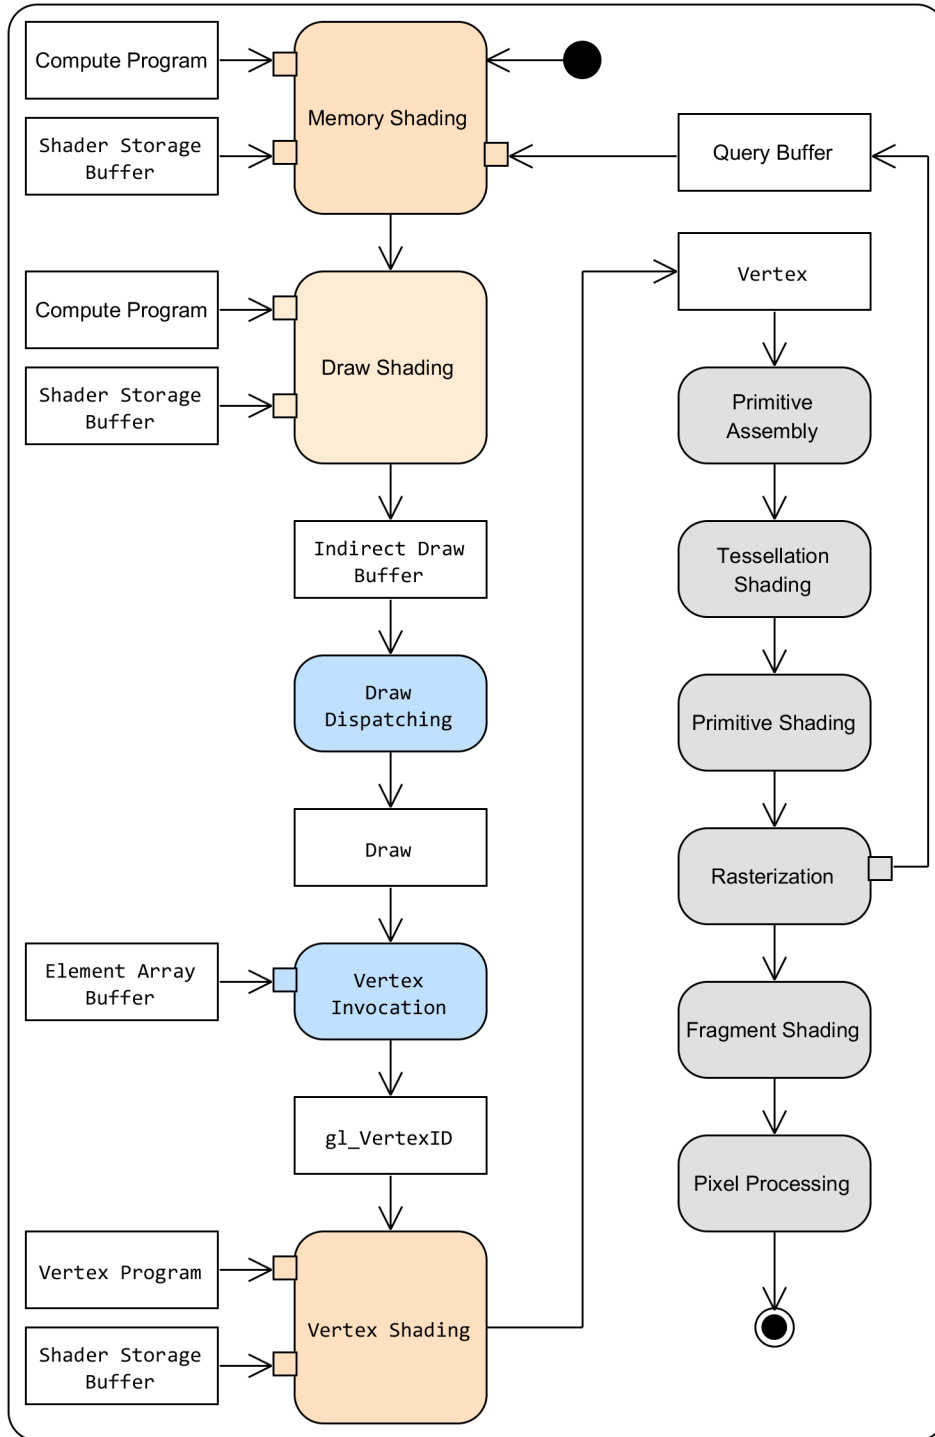 Compute Program
Memory Shading
Shader Storage
Buffer
Query Buffer
Compute Program
Draw Shading
Shader Storage
Buffer
Indirect Draw
Buffer
Draw
Dispatching
Draw
Element Array
Buffer
Vertex
Invocation
gl_VertexID
Vertex Program
Vertex Shading
Shader Storage
Buffer
Vertex
Primitive
Assembly
Tessellation
Shading
Primitive Shading
Rasterization
Fragment Shading
Pixel Processing